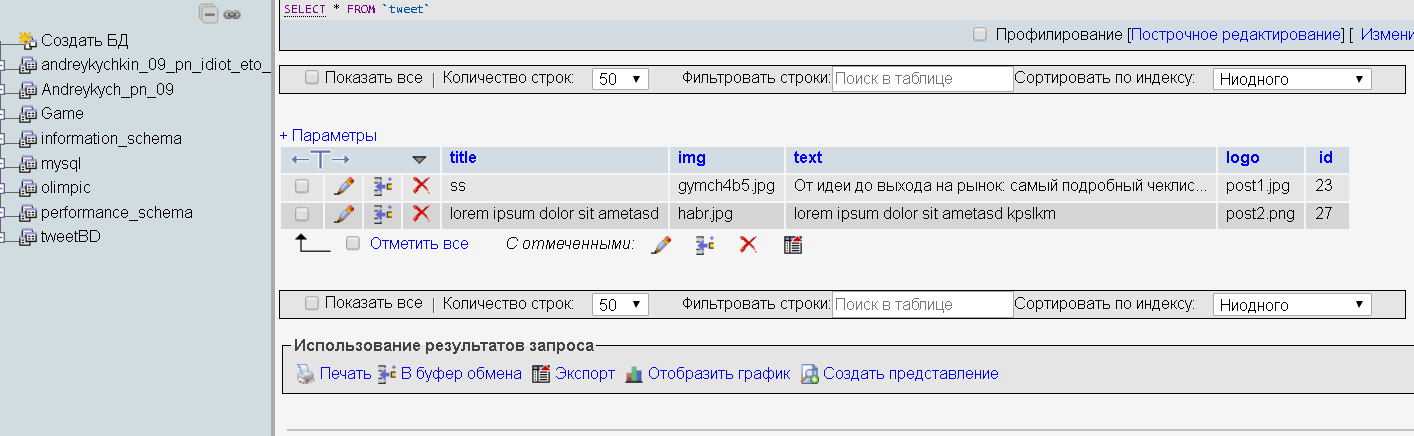 SELECT * FROM `tweet`
Профилирование [Построчное редактирование] [ Измени
Создать БД
andreykychkin_09_pn_idiot_eto_
Andreykych_pn_09
Game
information_schema
mysql
olimpic
performance_schema
tweetBD
Показать все | Количество строк: 50 Фильтровать строки: Поиск в таблице Сортировать по индексу: Ниодного
+ Параметры
title img text logo id
ss gymch4b5.jpg От идеи до выхода на рынок: самый подробный чеклис... post1.jpg 23
lorem ipsum dolor sit ametasd habr.jpg lorem ipsum dolor sit ametasd kpslkm post2.png 27
Отметить все С отмеченными:
Показать все | Количество строк: 50 Фильтровать строки: Поиск в таблице Сортировать по индексу: Ниодного
Использование результатов запроса
Печать В буфер обмена Экспорт Отобразить график Создать представление